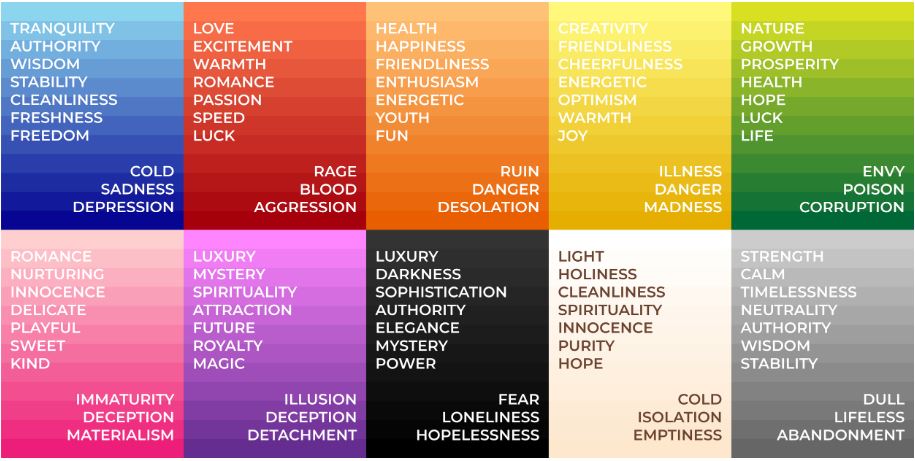 TRANQUILITY
AUTHORITY
WISDOM
STABILITY
CLEANLINESS
FRESHNESS
FREEDOM
COLD
SADNESS
DEPRESSION
LOVE
EXCITEMENT
WARMTH
ROMANCE
PASSION
SPEED
LUCK
RAGE
BLOOD
AGGRESSION
HEALTH
HAPPINESS
FRIENDLINESS
ENTHUSIASM
ENERGETIC
YOUTH
FUN
RUIN
DANGER
DESOLATION
CREATIVITY
FRIENDLINESS
CHEERFULNESS
ENERGETIC
OPTIMISM
WARMTH
JOY
ILLNESS
DANGER
MADNESS
NATURE
GROWTH
PROSPERITY
HEALTH
HOPE
LUCK
LIFE
ENVY
POISON
CORRUPTION
ROMANCE
NURTURING
INNOCENCE
DELICATE
PLAYFUL
SWEET
KIND
IMMATURITY
DECEPTION
MATERIALISM
LUXURY
MYSTERY
SPIRITUALITY
ATTRACTION
FUTURE
ROYALTY
MAGIC
ILLUSION
DECEPTION
DETACHMENT
LUXURY
DARKNESS
SOPHISTICATION
AUTHORITY
ELEGANCE
MYSTERY
POWER
FEAR
LONELINESS
HOPELESSNESS
LIGHT
HOLINESS
CLEANLINESS
SPIRITUALITY
INNOCENCE
PURITY
HOPE
COLD
ISOLATION
EMPTINESS
STRENGTH
CALM
TIMELESSNESS
NEUTRALITY
AUTHORITY
WISDOM
STABILITY
DULL
LIFELESS
ABANDONMENT